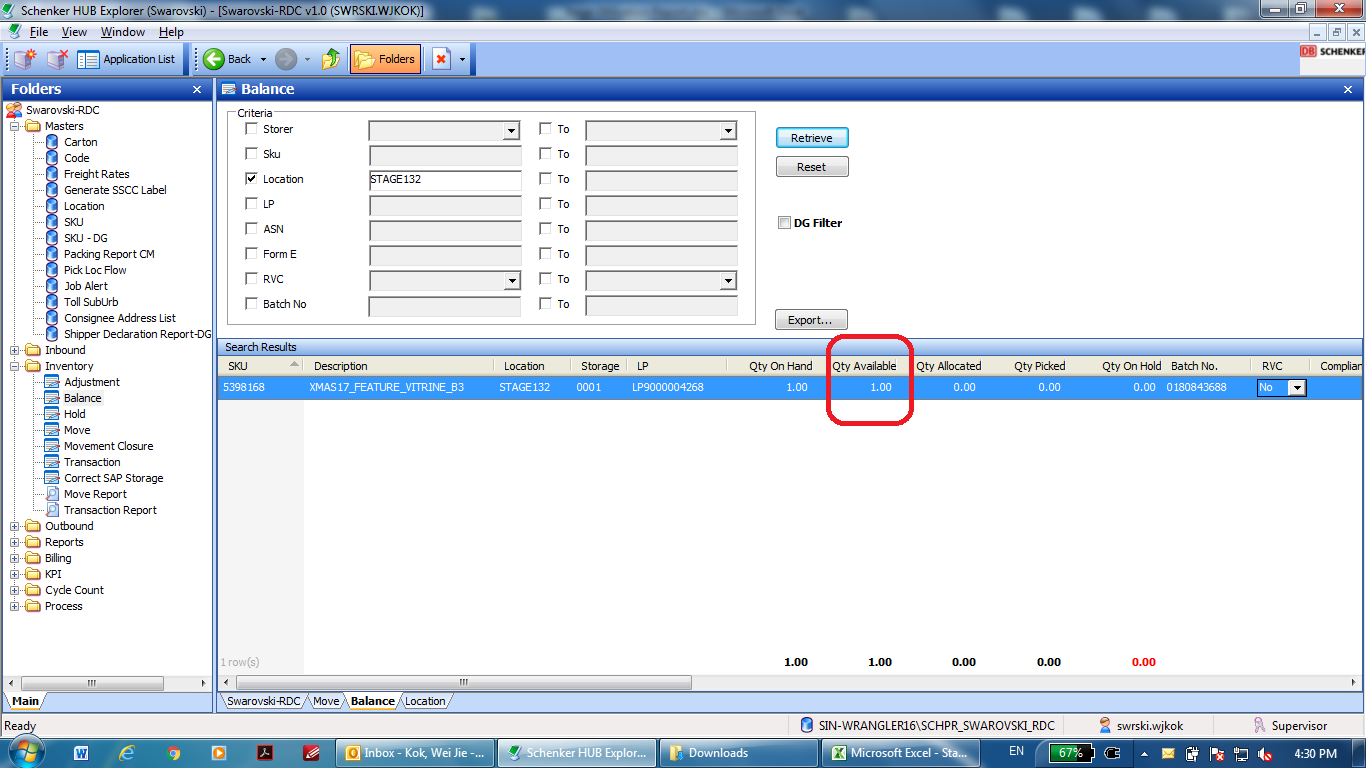 Schenker HUB Explorer (Swarovski) - [Swarovski-RDC v1.0 (SWRSKI.WJKOK)]
File View Window Help
Application List Back Folders DB SCHENKER
Folders
Swarovski-RDC
Masters
Carton
Code
Freight Rates
Generate SSCC Label
Location
SKU
SKU - DG
Packing Report CM
Pick Loc Flow
Job Alert
Toll SubUrb
Consignee Address List
Shipper Declaration Report-DG
Inbound
Inventory
Adjustment
Balance
Hold
Move
Movement Closure
Transaction
Correct SAP Storage
Move Report
Transaction Report
Outbound
Reports
Billing
KPI
Cycle Count
Process
Main
Balance
Criteria
Storer To
Sku To
Location STAGE132 To
LP To
ASN To
Form E To
RVC To
Batch No To
Retrieve
Reset
DG Filter
Export...
Search Results
SKU Description Location Storage LP Qty On Hand Qty Available Qty Allocated Qty Picked Qty On Hold Batch No. RVC Complian
5398168 XMAS17_FEATURE_VITRINE_B3 STAGE132 0001 LP9000004268 1.00 1.00 0.00 0.00 0.00 0180843688 No
1 row(s) 1.00 1.00 0.00 0.00 0.00
Swarovski-RDC Move Balance Location
Ready SIN-WRANGLER16\SCHPR_SWAROVSKI_RDC swrski.wjkok Supervisor
Inbox - Kok, Wei Jie -... Schenker HUB Explor... Downloads Microsoft Excel - Sta... EN 67% 4:30 PM